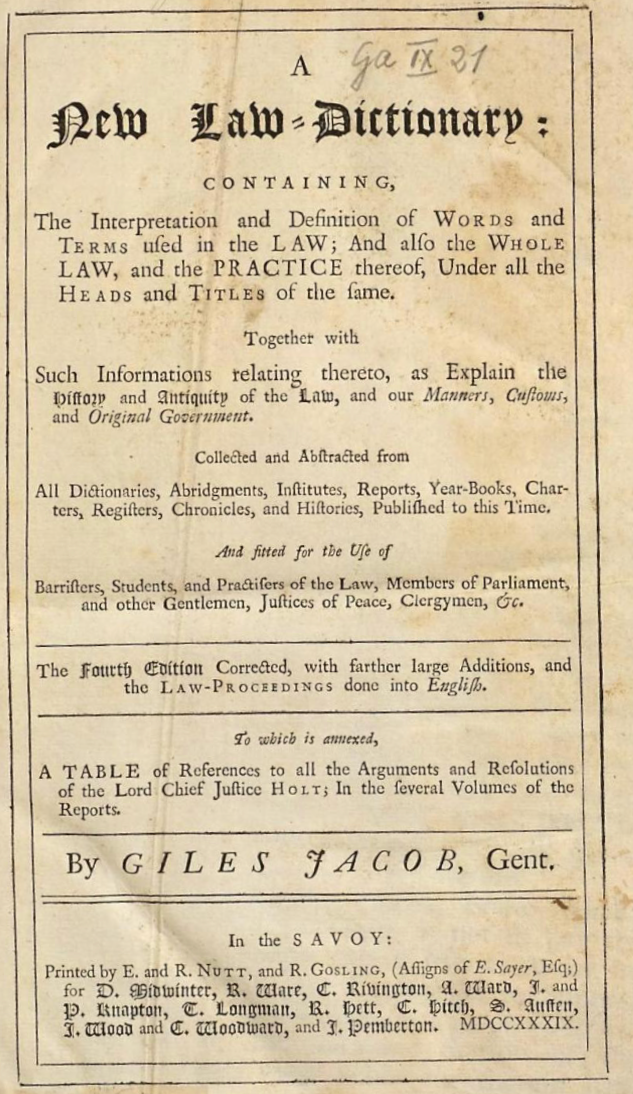 A Ga IX 21
New Law-Dictionary:
CONTAINING,
The Interpretation and Definition of WORDS and
TERMS uſed in the LAW; And alſo the WHOLE
LAW, and the PRACTICE thereof, Under all the
HEADS and TITLES of the ſame.
Together with
Such Informations relating thereto, as Explain the
Hiſtory and Antiquity of the Law, and our Manners, Cuſtoms,
and Original Government.
Collected and Abſtracted from
All Dictionaries, Abridgments, Inſtitutes, Reports, Year-Books, Char-
ters, Regiſters, Chronicles, and Hiſtories, Publiſhed to this Time.
And fitted for the Uſe of
Barriſters, Students, and Practiſers of the Law, Members of Parliament,
and other Gentlemen, Juſtices of Peace, Clergymen, &c.
The Fourth Edition Corrected, with farther large Additions, and
the LAW-PROCEEDINGS done into Engliſh.
To which is annexed,
A TABLE of References to all the Arguments and Reſolutions
of the Lord Chief Juſtice HOLT; In the ſeveral Volumes of the
Reports.
By GILES JACOB, Gent.
In the SAVOY:
Printed by E. and R. NUTT, and R. GOSLING, (Aſſigns of E. Sayer, Eſq;)
for D. Midwinter, R. Ware, C. Rivington, A. Ward, J. and
P. Knapton, T. Longman, R. Hett, C. Hitch, S. Auſten,
J. Wood and C. Woodward, and J. Pemberton. MDCCXXXIX.